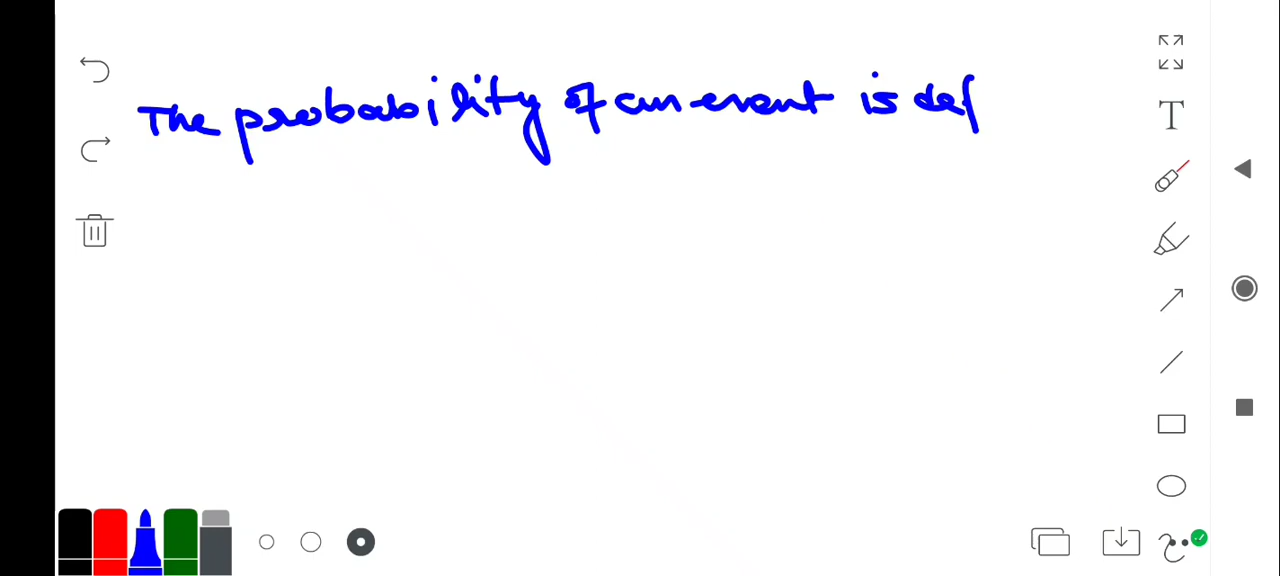 The probability of an event is def
T